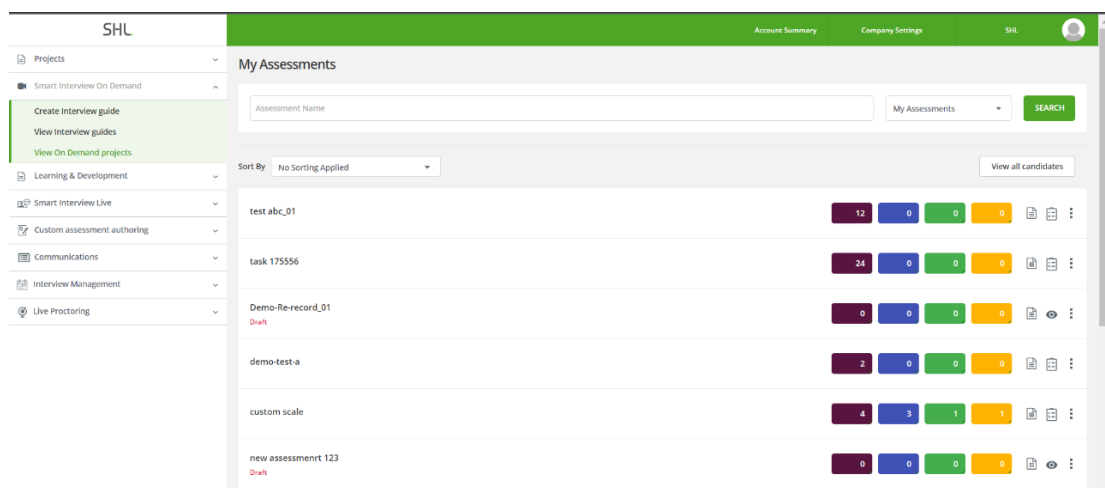 SHL
Account Summary
Company Settings
SHL
Projects
Smart Interview On Demand
Create Interview guide
View Interview guides
View On Demand projects
Learning & Development
Smart Interview Live
Custom assessment authoring
Communications
Interview Management
Live Proctoring
My Assessments
Assessment Name
My Assessments
SEARCH
Sort By No Sorting Applied
View all candidates
test abc_01 12 0 0 0
task 175556 24 0 0 0
Demo-Re-record_01 0 0 0 0
Draft
demo-test-a 2 0 0 0
custom scale 4 3 1 1
new assessmenrt 123 0 0 0 0
Draft